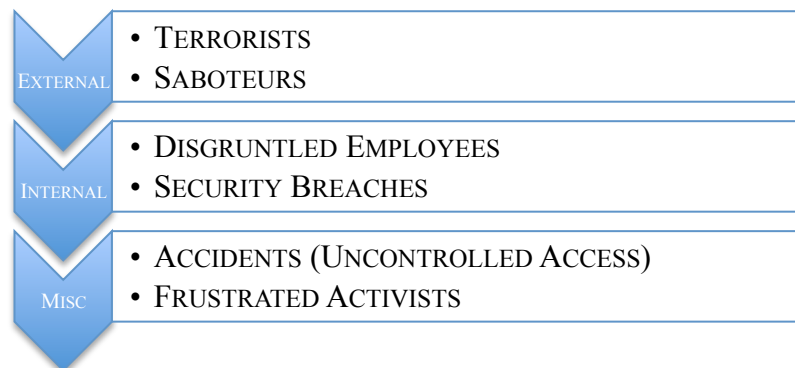 EXTERNAL
• TERRORISTS
• SABOTEURS
INTERNAL
• DISGRUNTLED EMPLOYEES
• SECURITY BREACHES
MISC
• ACCIDENTS (UNCONTROLLED ACCESS)
• FRUSTRATED ACTIVISTS